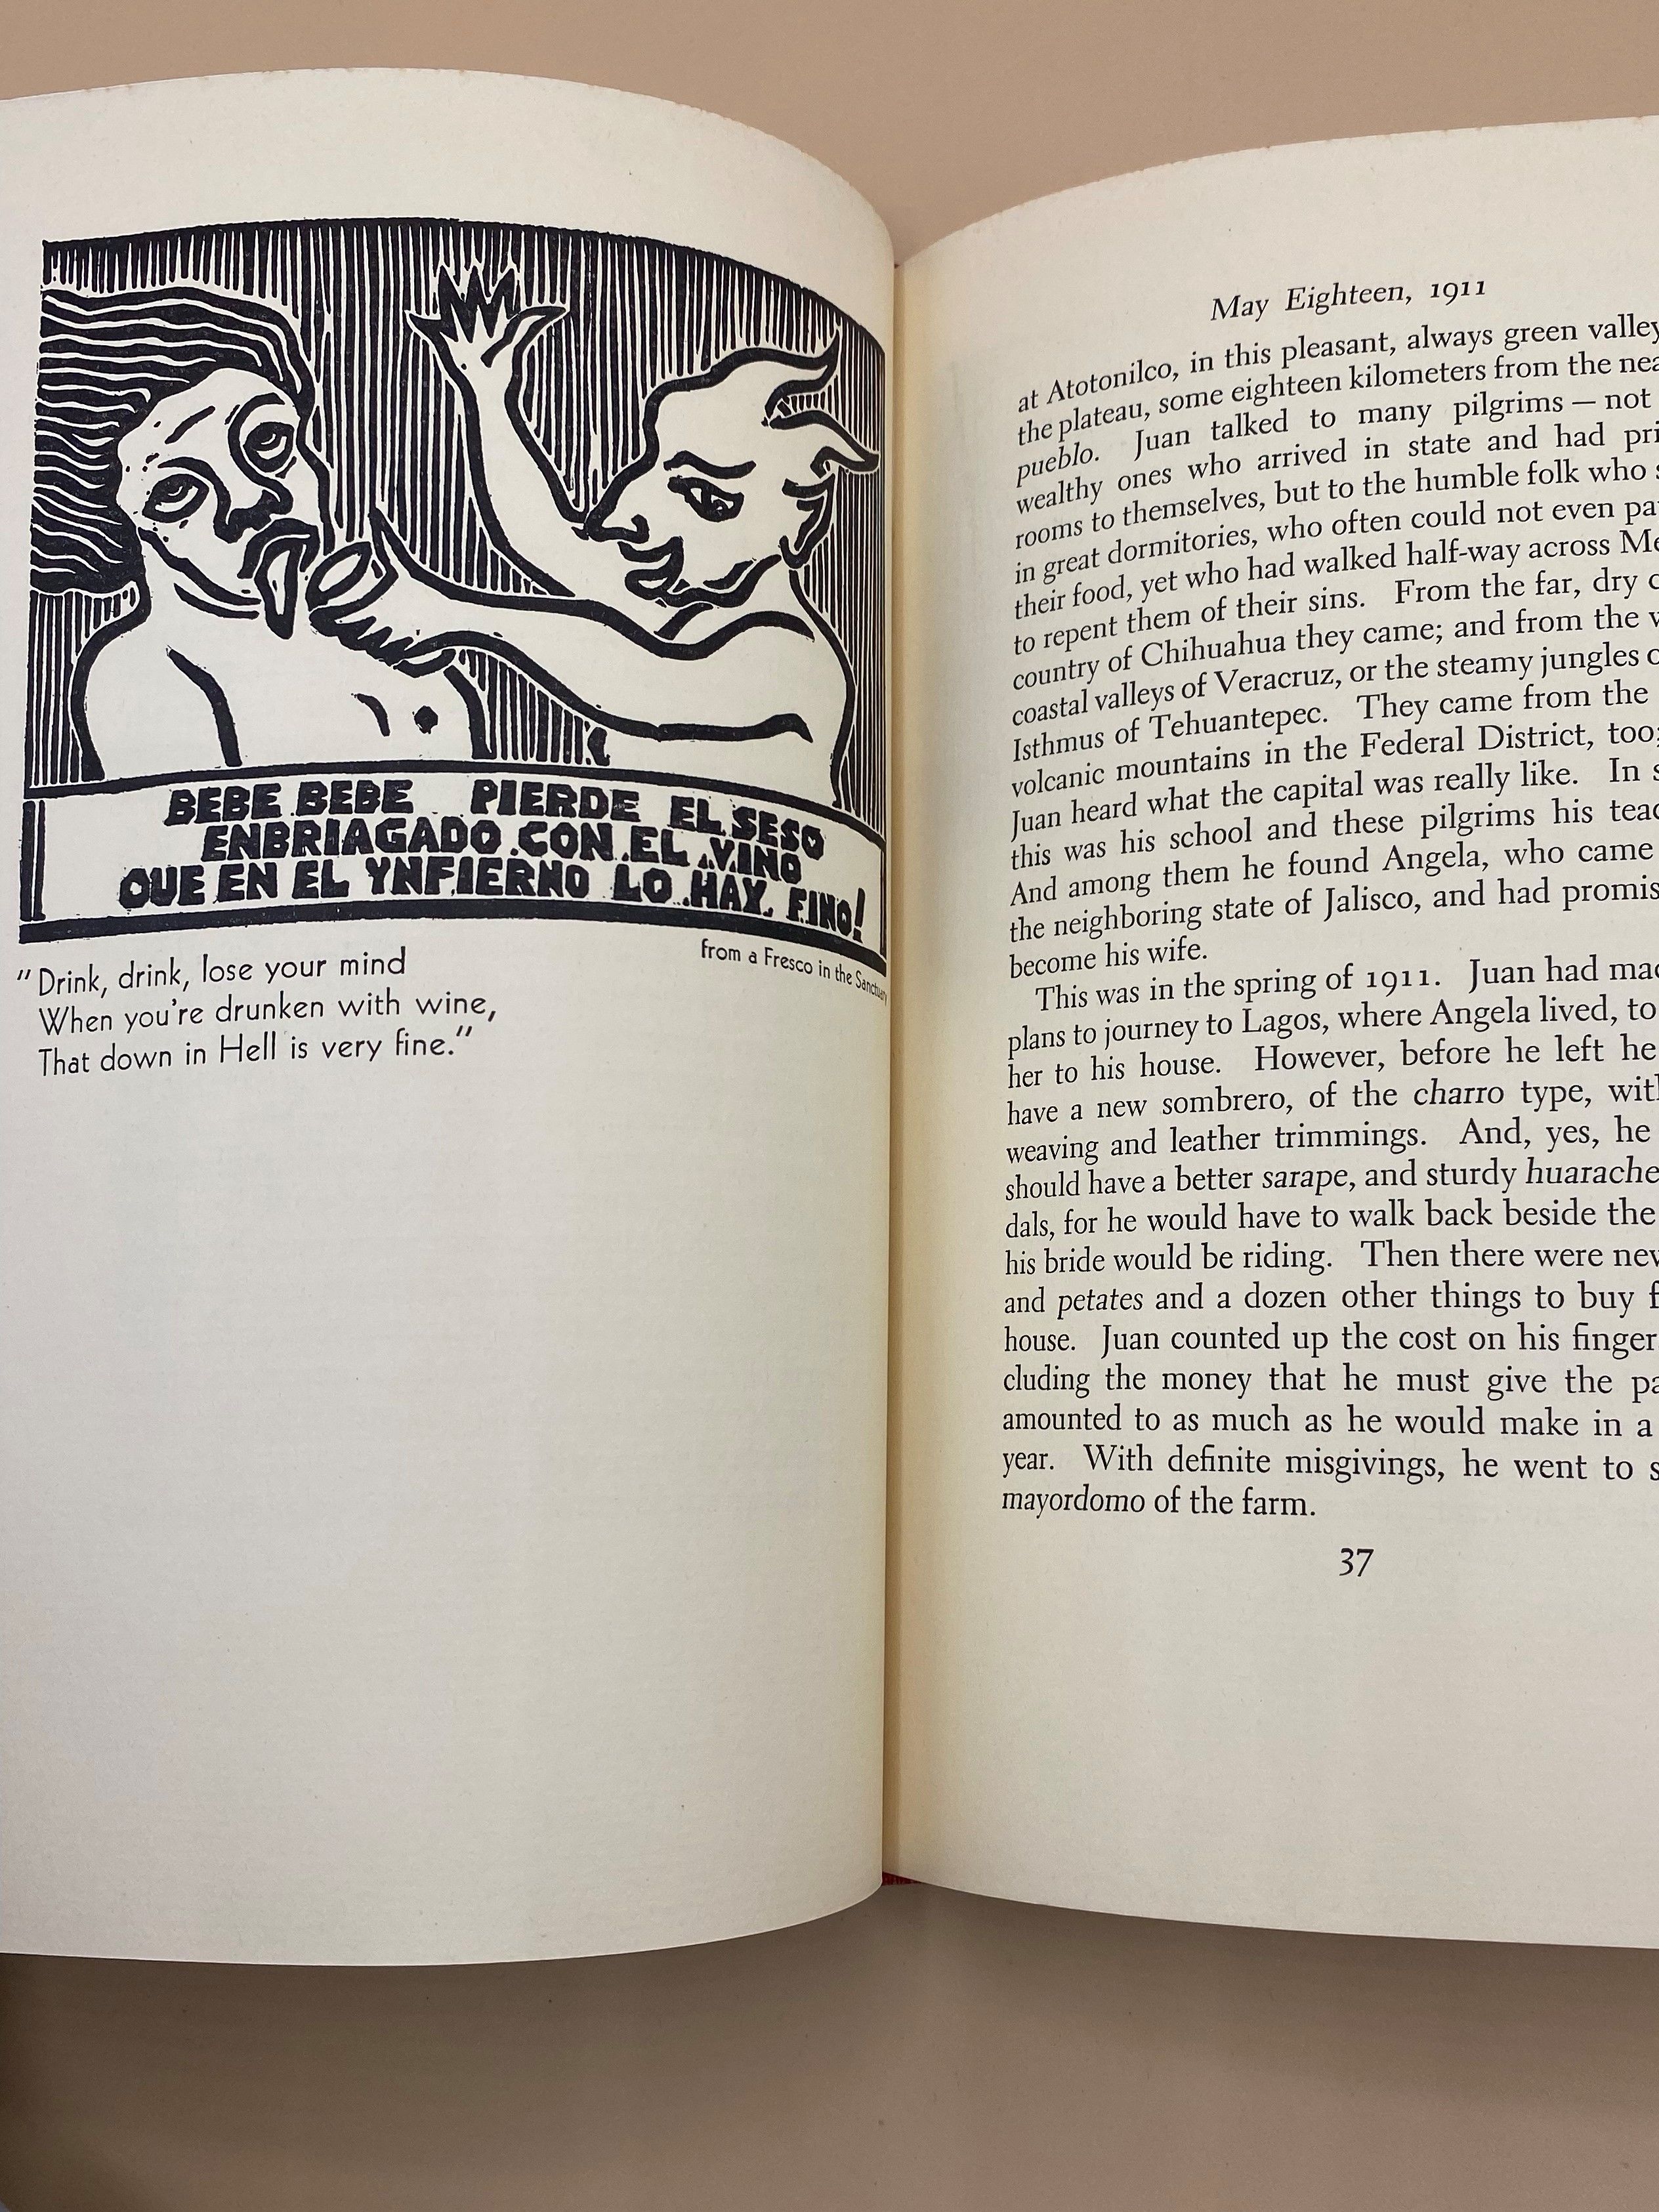 BEBE BEBE PIERDE EL SESO
ENBRIAGADO CON EL VINO
QUE EN EL YNFIERNO LO HAY FINO!
from a Fresco in the Sanctuary
"Drink, drink, lose your mind
When you're drunken with wine,
That down in Hell is very fine."
May Eighteen, 1911
at Atotonilco, in this pleasant, always green valley
the plateau, some eighteen kilometers from the
pueblo. Juan talked to many pilgrims — not
wealthy ones who arrived in state and had
rooms to themselves, but to the humble folk who
in great dormitories, who often could not even
their food, yet who had walked half-way across
to repent them of their sins. From the far, dry
country of Chihuahua they came; and from the
coastal valleys of Veracruz, or the steamy jungles
Isthmus of Tehuantepec. They came from the
volcanic mountains in the Federal District, too;
Juan heard what the capital was really like. In
this was his school and these pilgrims his
And among them he found Angela, who came
the neighboring state of Jalisco, and had
become his wife.
This was in the spring of 1911. Juan had
plans to journey to Lagos, where Angela lived, to
her to his house. However, before he left he
have a new sombrero, of the charro type,
weaving and leather trimmings. And, yes, he
should have a better sarape, and sturdy huarache
dals, for he would have to walk back beside the
his bride would be riding. Then there were
and petates and a dozen other things to buy
house. Juan counted up the cost on his
cluding the money that he must give the
amounted to as much as he would make in a
year. With definite misgivings, he went to
mayordomo of the farm.
37